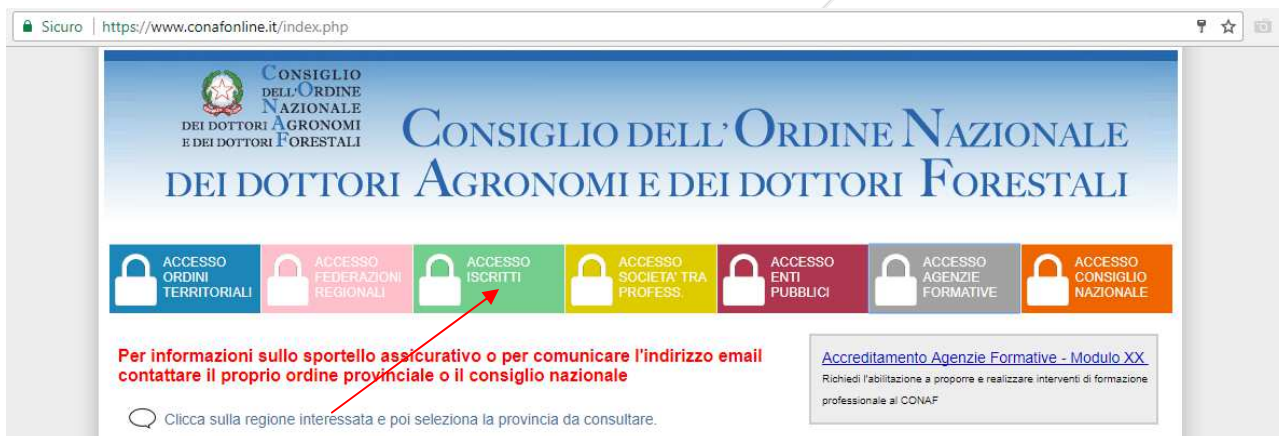 Sicuro | https://www.conafonline.it/index.php
CONSIGLIO
DELL'ORDINE
NAZIONALE
DEI DOTTORI AGRONOMI
E DEI DOTTORI FORESTALI
CONSIGLIO DELL'ORDINE NAZIONALE
DEI DOTTORI AGRONOMI E DEI DOTTORI FORESTALI
ACCESSO
ORDINI
TERRITORIALI
ACCESSO
FEDERAZIONI
REGIONALI
ACCESSO
ISCRITTI
ACCESSO
SOCIETA' TRA
PROFESS.
ACCESSO
ENTI
PUBBLICI
ACCESSO
AGENZIE
FORMATIVE
ACCESSO
CONSIGLIO
NAZIONALE
Per informazioni sullo sportello assicurativo o per comunicare l'indirizzo email
contattare il proprio ordine provinciale o il consiglio nazionale
Clicca sulla regione interessata e poi seleziona la provincia da consultare.
Accreditamento Agenzie Formative - Modulo XX
Richiedi l'abilitazione a proporre e realizzare interventi di formazione
professionale al CONAF